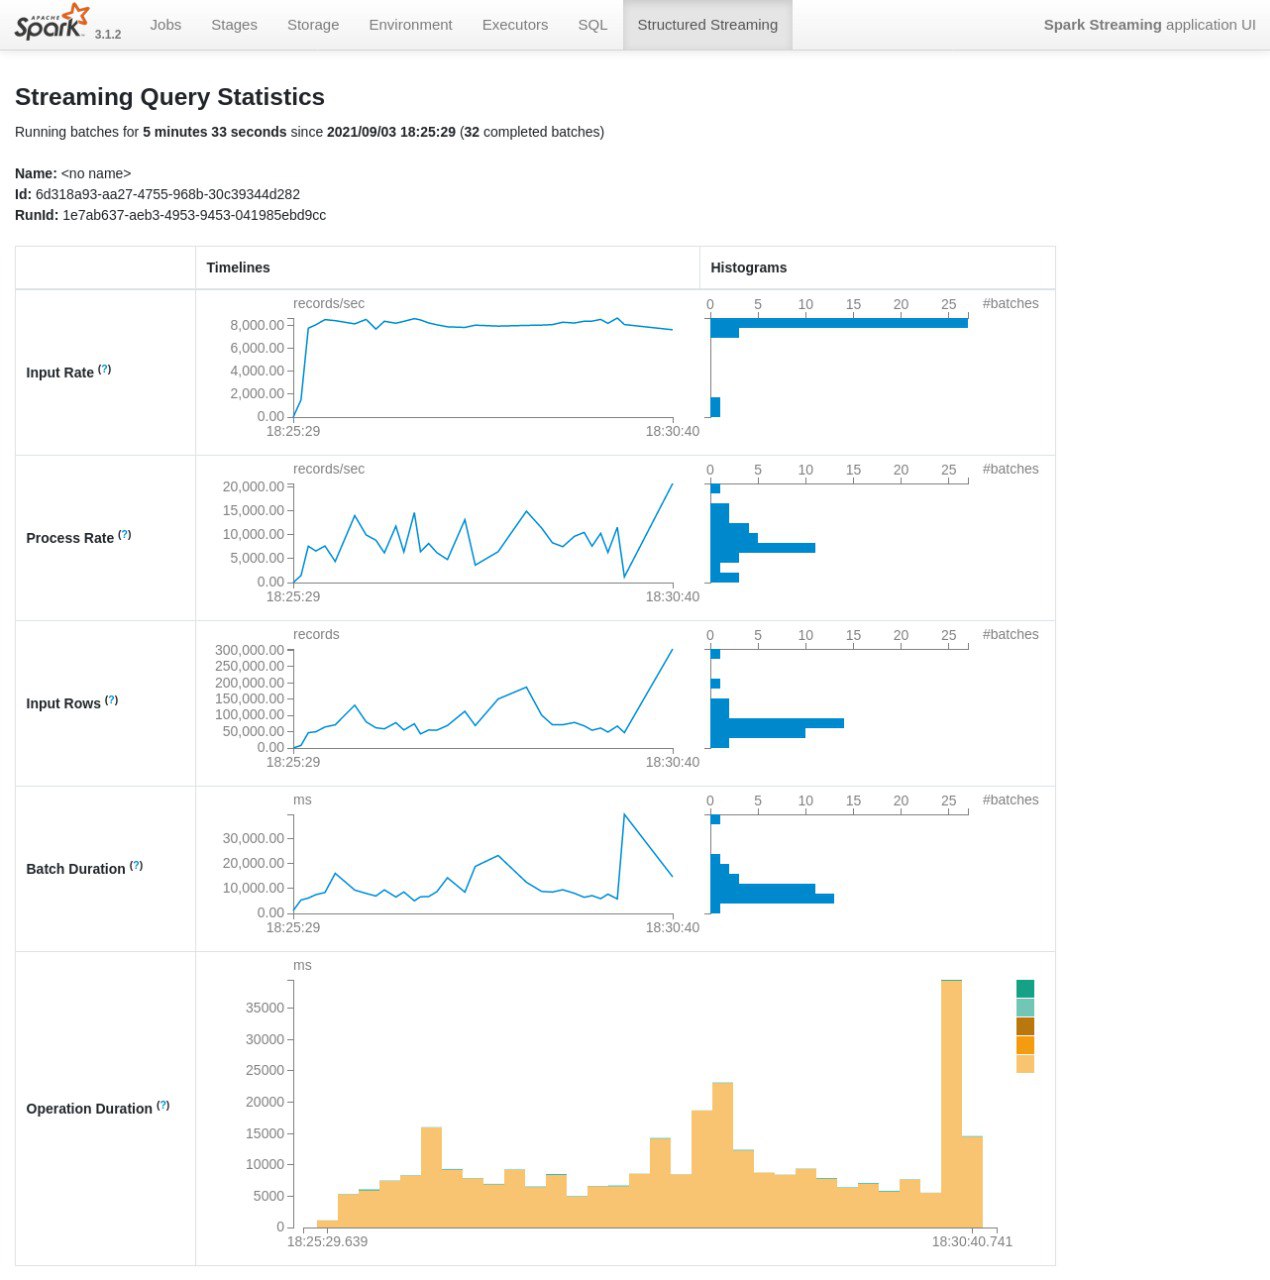 APACHE
Spark 3.1.2 Jobs Stages Storage Environment Executors SQL Structured Streaming Spark Streaming application UI
Streaming Query Statistics
Running batches for 5 minutes 33 seconds since 2021/09/03 18:25:29 (32 completed batches)
Name: <no name>
Id: 6d318a93-aa27-4755-968b-30c39344d282
RunId: 1e7ab637-aeb3-4953-9453-041985ebd9cc
Timelines Histograms
Input Rate (?)
records/sec
8,000.00
6,000.00
4,000.00
2,000.00
0.00
18:25:29 18:30:40
0 5 10 15 20 25 #batches
Process Rate (?)
records/sec
20,000.00
15,000.00
10,000.00
5,000.00
0.00
18:25:29 18:30:40
0 5 10 15 20 25 #batches
Input Rows (?)
records
300,000.00
250,000.00
200,000.00
150,000.00
100,000.00
50,000.00
0.00
18:25:29 18:30:40
0 5 10 15 20 25 #batches
Batch Duration (?)
ms
30,000.00
20,000.00
10,000.00
0.00
18:25:29 18:30:40
0 5 10 15 20 25 #batches
Operation Duration (?)
ms
35000
30000
25000
20000
15000
10000
5000
0
18:25:29.639 18:30:40.741